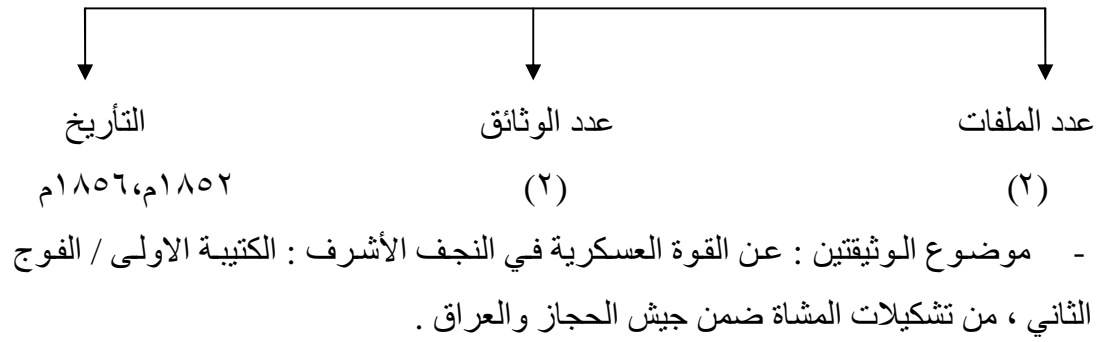 عدد الملفات عدد الوثائق التأريخ
(٢) (٢) ١٨٥٢م،١٨٥٦م
- موضوع الوثيقتين : عن القوة العسكرية في النجف الأشرف : الكتيبة الاولى / الفوج
الثاني ، من تشكيلات المشاة ضمن جيش الحجاز والعراق .